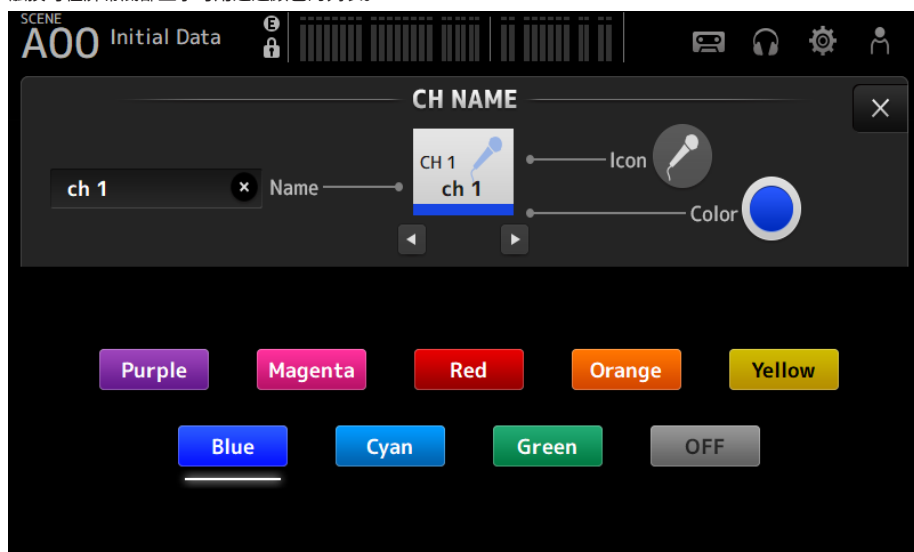 SCENE
A00 Initial Data
E
CH NAME
CH 1
ch 1
Icon
ch 1
Name
Color
Purple
Magenta
Red
Orange
Yellow
Blue
Cyan
Green
OFF